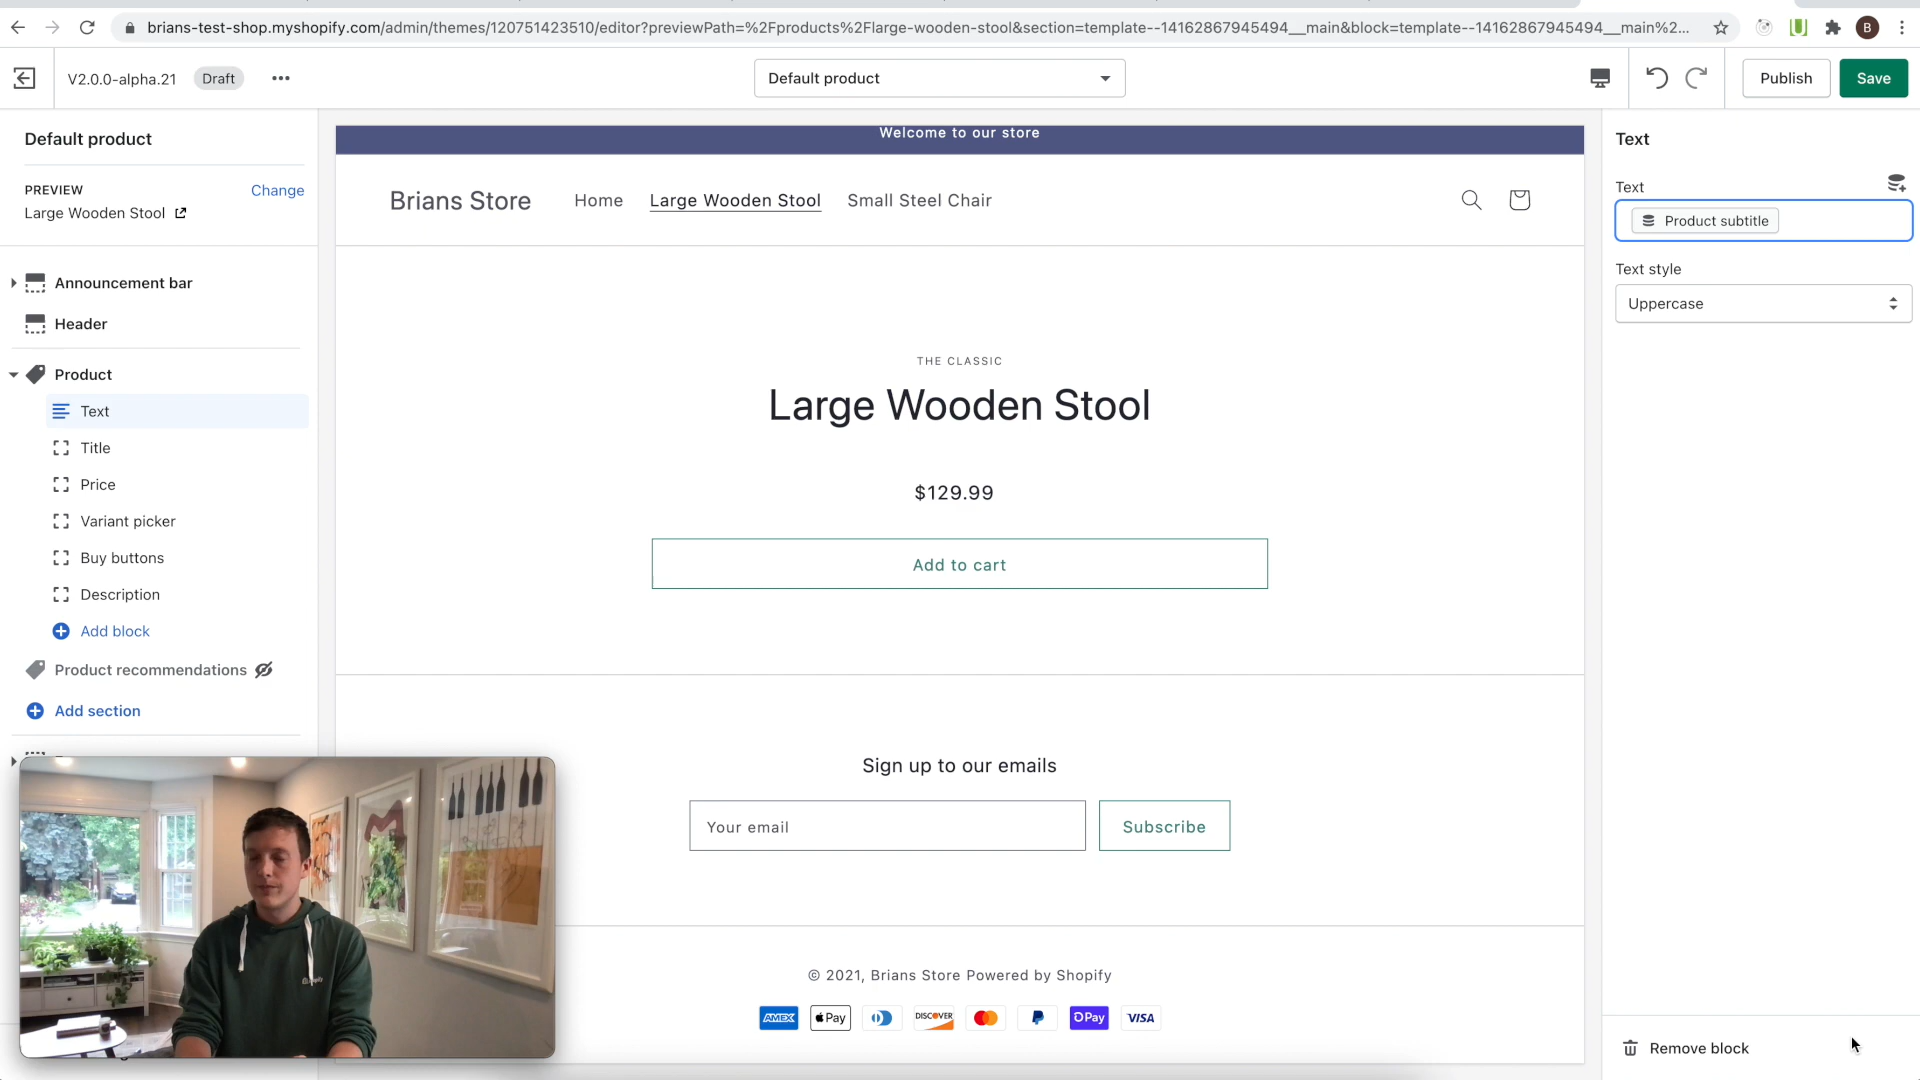 brians-test-shop.myshopify.com/admin/themes/120751423510/editor?previewPath=%2Fproducts%2Flarge-wooden-stool&section=template--14162867945494__main&block=template--14162867945494__main%2...
B
V2.0.0-alpha.21
Draft
Default product
Publish
Save
Default product
PREVIEW
Change
Large Wooden Stool
Announcement bar
Header
Product
Text
Title
Price
Variant picker
Buy buttons
Description
Add block
Product recommendations
Add section
Welcome to our store
Brians Store
Home
Large Wooden Stool
Small Steel Chair
THE CLASSIC
Large Wooden Stool
$129.99
Add to cart
Sign up to our emails
Your email
Subscribe
© 2021, Brians Store Powered by Shopify
AMEX
Pay
DISCOVER
Pay
VISA
Text
Text
Product subtitle
Text style
Uppercase
Remove block